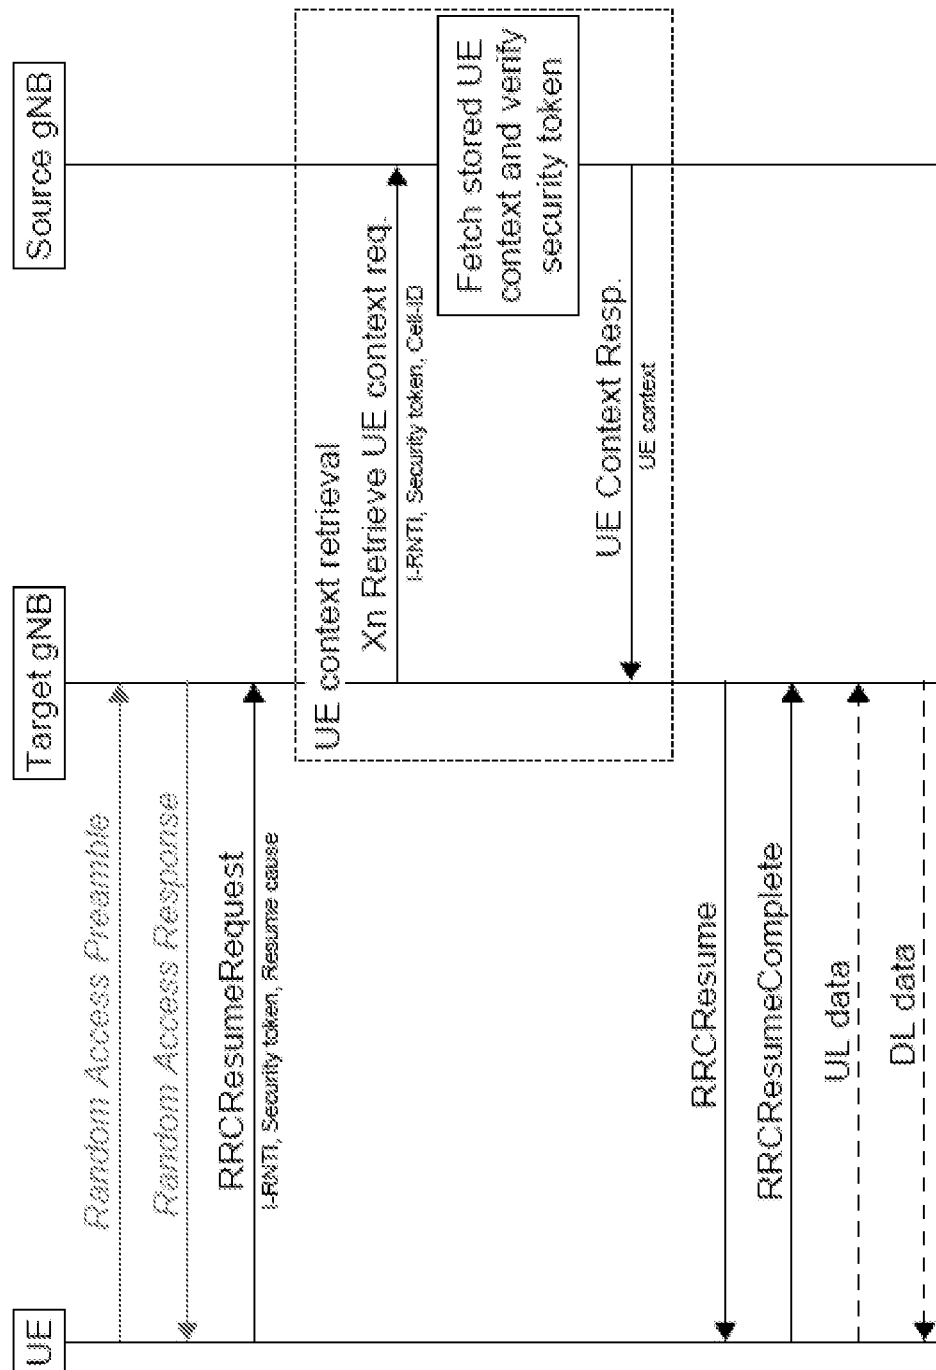 UE
Target gNB
Source gNB
Random Access Preamble
Random Access Response
RRCResumeRequest
I-RNTI, Security token, Resume cause
UE context retrieval
Xn Retrieve UE context req.
I-RNTI, Security token, Cell-ID
Fetch stored UE
context and verify
security token
UE Context Resp.
UE context
RRCResume
RRCResumeComplete
UL data
DL data